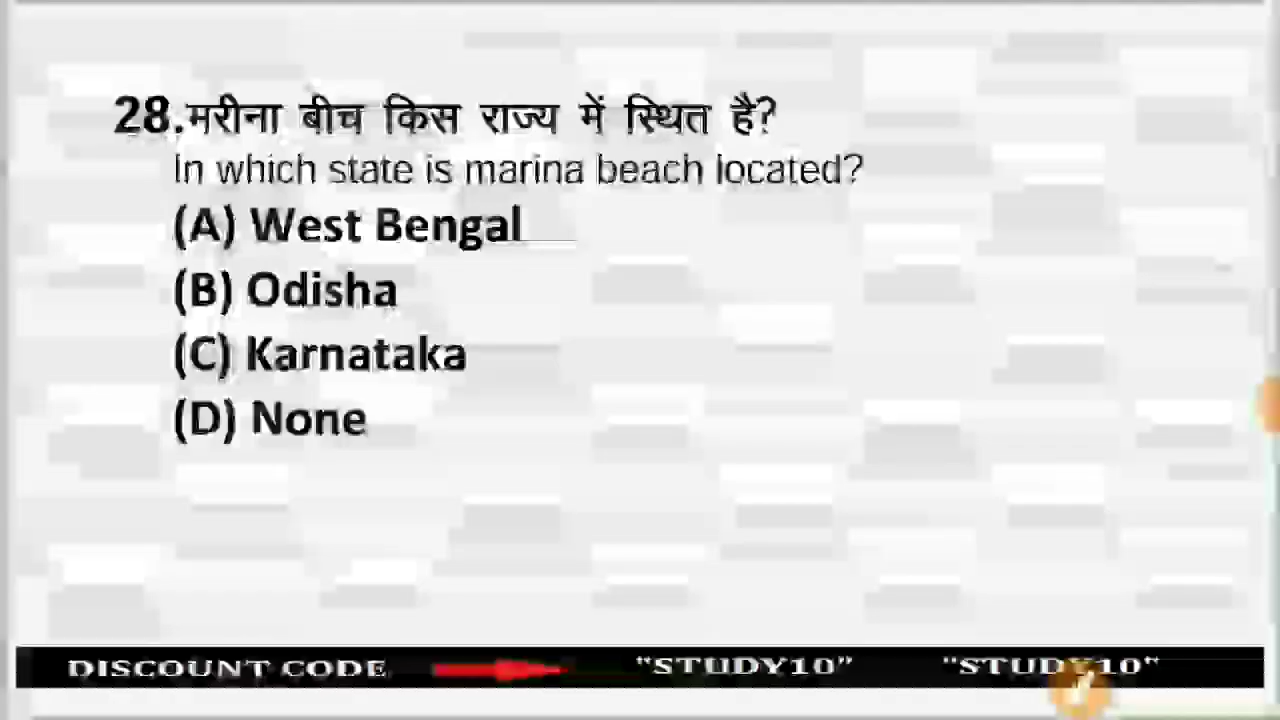 28.मरीना बीच किस राज्य में स्थित है?
In which state is marina beach located?
(A) West Bengal
(B) Odisha
(C) Karnataka
(D) None
DISCOUNT CODE "STUDY10" "STUDY10"